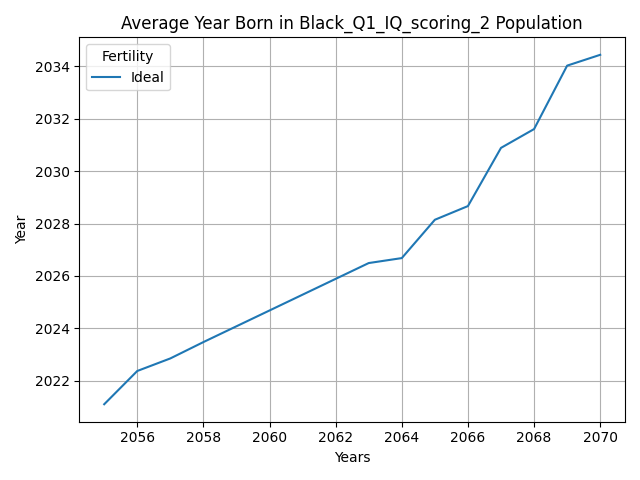 Average Year Born in Black_Q1_IQ_scoring_2 Population
Fertility
Ideal
Year
2034
2032
2030
2028
2026
2024
2022
2056 2058 2060 2062 2064 2066 2068 2070
Years